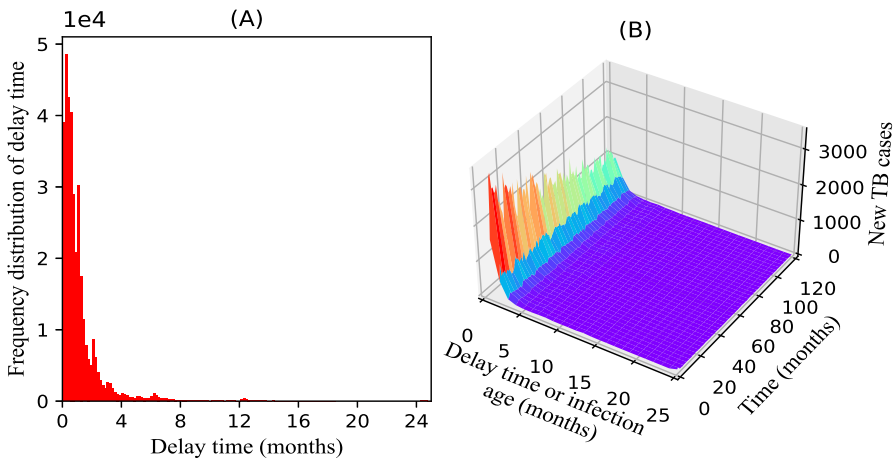 (A)
1e4
Frequency distribution of delay time
5
4
3
2
1
0
0 4 8 12 16 20 24
Delay time (months)
(B)
New TB cases
3000
2000
1000
0
0 5 10 15 20 25
Delay time or infection
age (months)
0 20 40 60 80 100 120
Time (months)